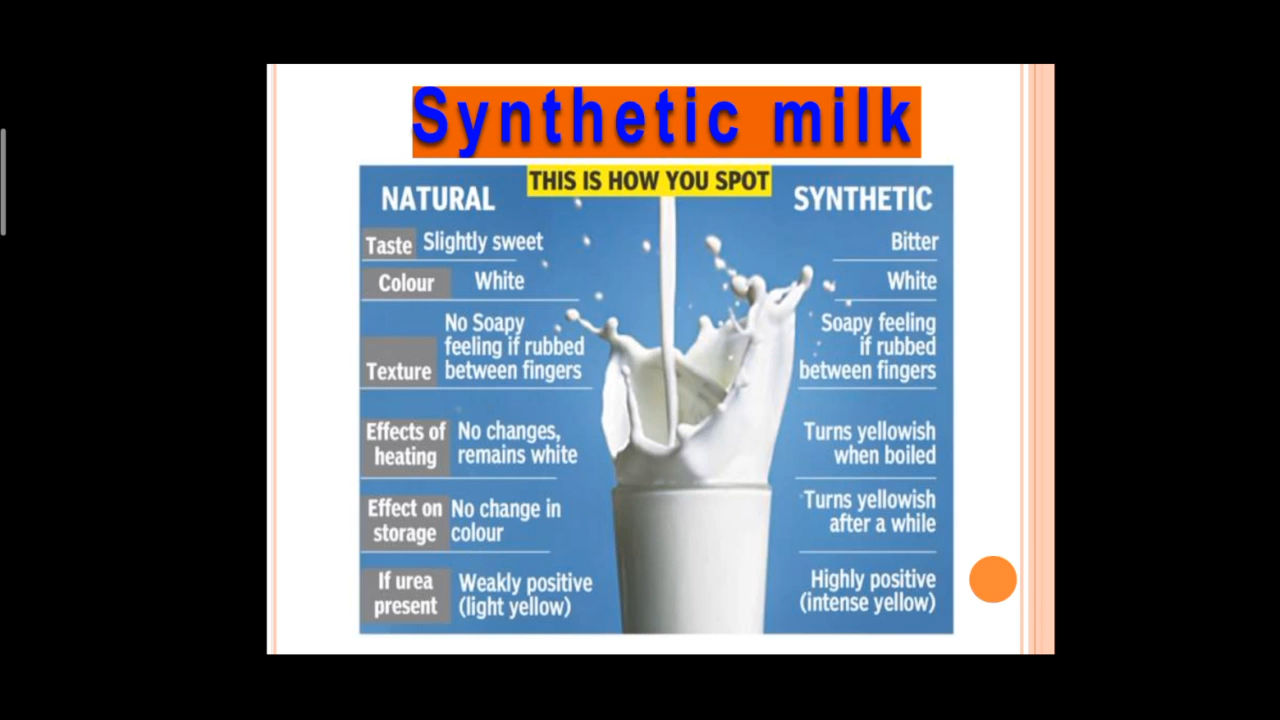 Synthetic milk
THIS IS HOW YOU SPOT
NATURAL
SYNTHETIC
Taste Slightly sweet
Bitter
Colour White
White
No Soapy
feeling if rubbed
Texture between fingers
Soapy feeling
if rubbed
between fingers
Effects of No changes,
heating remains white
Turns yellowish
when boiled
Effect on No change in
storage colour
Turns yellowish
after a while
If urea Weakly positive
present (light yellow)
Highly positive
(intense yellow)